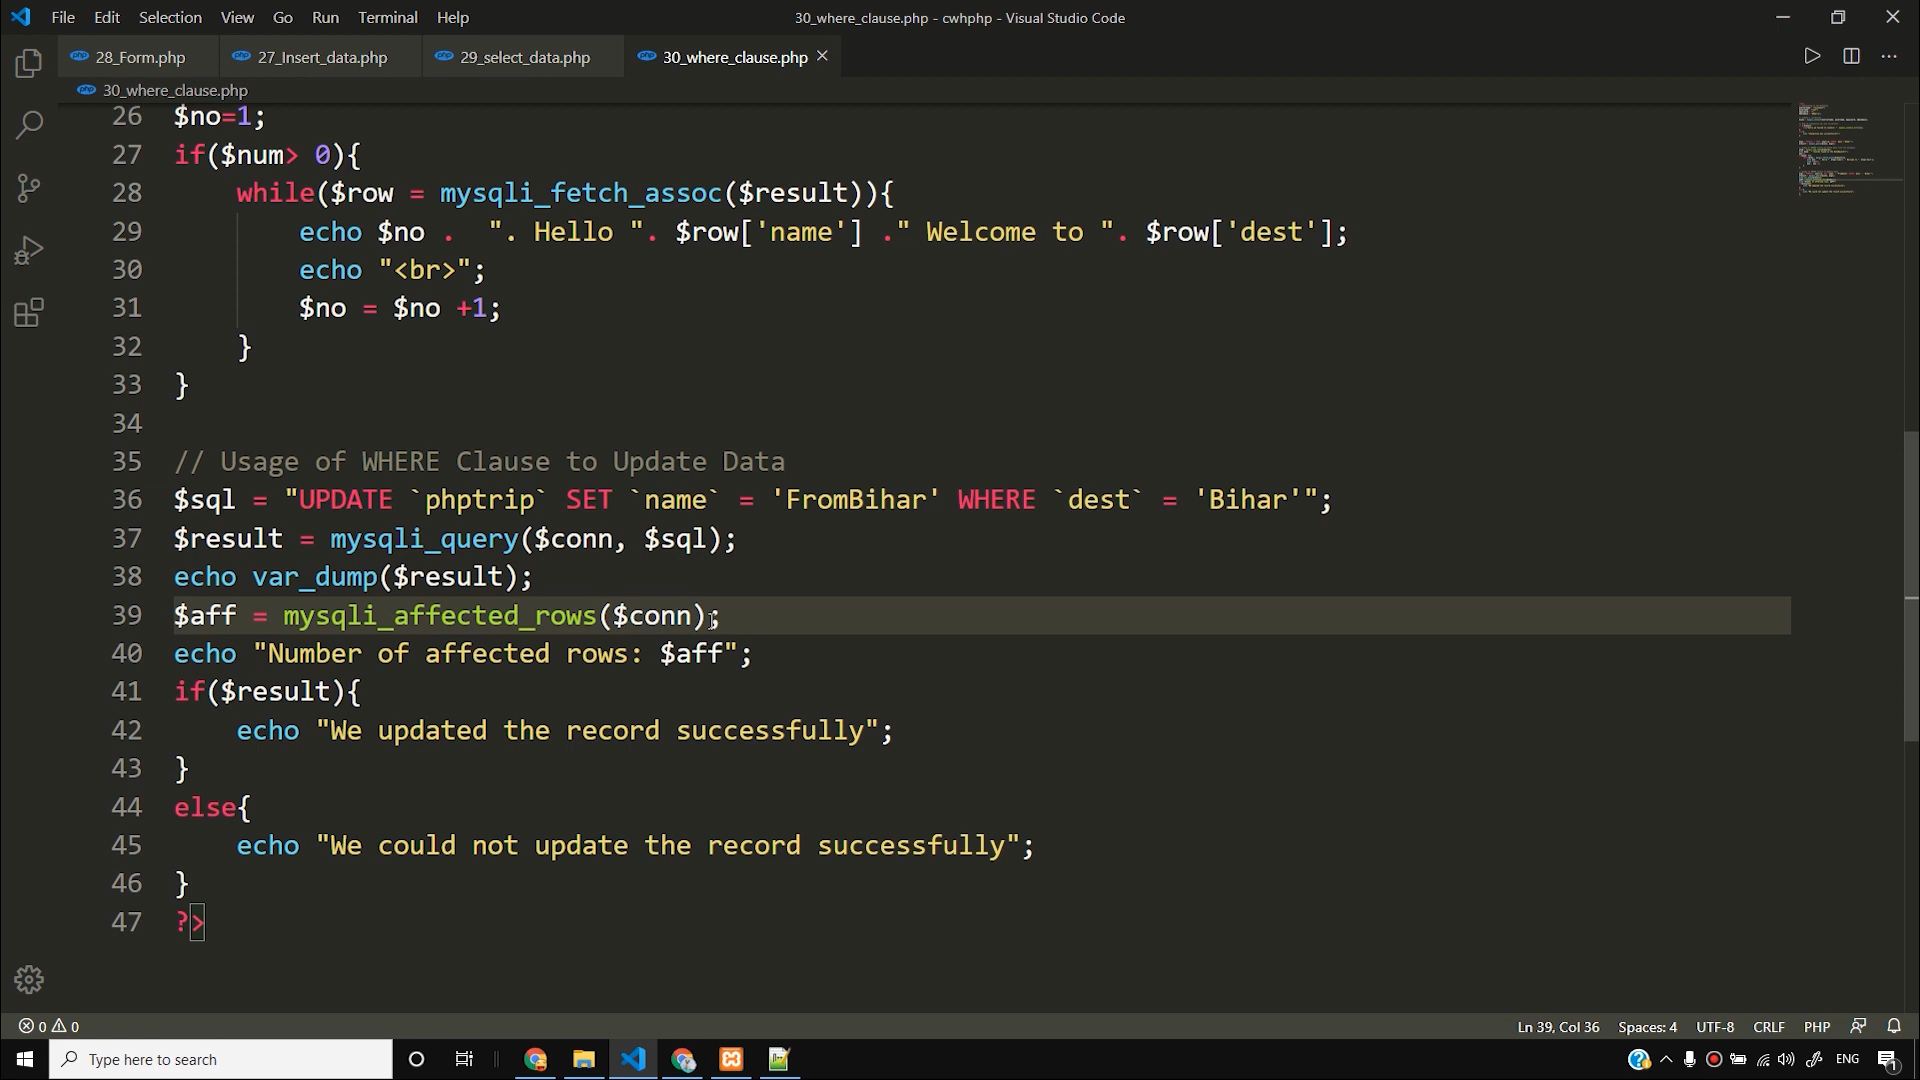 File Edit Selection View Go Run Terminal Help
30_where_clause.php - cwhphp - Visual Studio Code
28_Form.php 27_Insert_data.php 29_select_data.php 30_where_clause.php
30_where_clause.php
26 $no=1;
27 if($num> 0){
28 while($row = mysqli_fetch_assoc($result)){
29 echo $no . ". Hello ". $row['name'] ." Welcome to ". $row['dest'];
30 echo "<br>";
31 $no = $no +1;
32 }
33 }
34
35 // Usage of WHERE Clause to Update Data
36 $sql = "UPDATE `phptrip` SET `name` = 'FromBihar' WHERE `dest` = 'Bihar'";
37 $result = mysqli_query($conn, $sql);
38 echo var_dump($result);
39 $aff = mysqli_affected_rows($conn);
40 echo "Number of affected rows: $aff";
41 if($result){
42 echo "We updated the record successfully";
43 }
44 else{
45 echo "We could not update the record successfully";
46 }
47 ?>
0 0 Ln 39, Col 36 Spaces: 4 UTF-8 CRLF PHP
Type here to search ENG 1